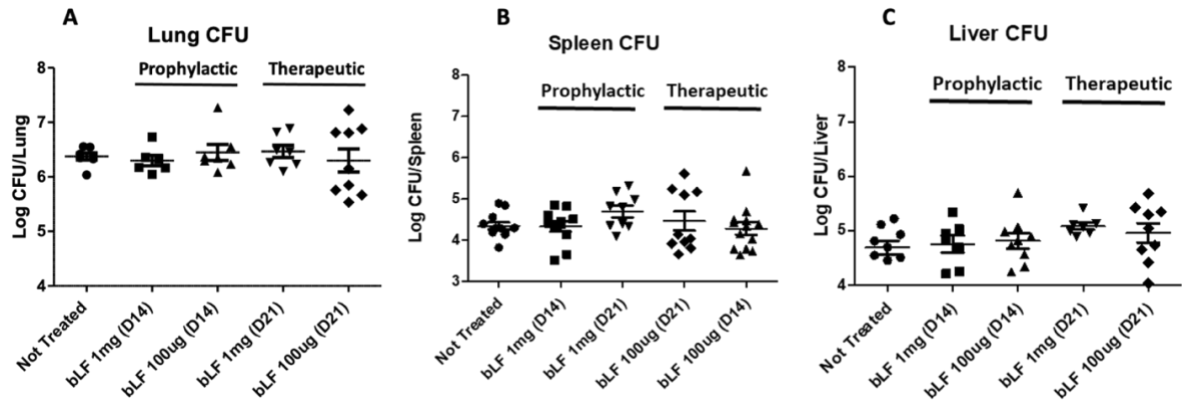 A
Lung CFU
Prophylactic Therapeutic
8
7
6
5
4
Log CFU/Lung
Not Treated
bLF 1mg (D14)
bLF 100ug (D14)
bLF 1mg (D21)
bLF 100ug (D21)
B
Spleen CFU
Prophylactic Therapeutic
8
7
6
5
4
3
Log CFU/Spleen
Not Treated
bLF 1mg (D14)
bLF 1mg (D21)
bLF 100ug (D21)
bLF 100ug (D14)
C
Liver CFU
Prophylactic Therapeutic
8
7
6
5
4
Log CFU/Liver
Not Treated
bLF 1mg (D14)
bLF 100ug (D14)
bLF 1mg (D21)
bLF 100ug (D21)